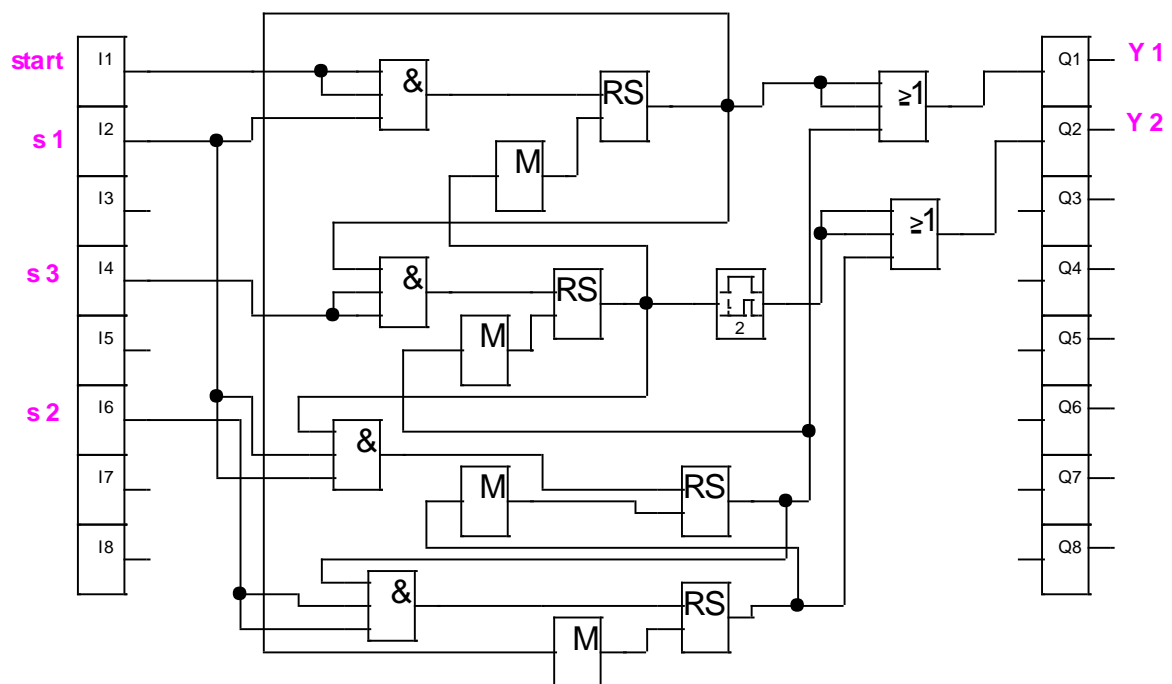 start
s 1
s 3
s 2
I1
I2
I3
I4
I5
I6
I7
I8
&
RS
M
&
RS
M
2
&
M
RS
&
RS
M
≥1
≥1
Q1
Q2
Q3
Q4
Q5
Q6
Q7
Q8
Y 1
Y 2